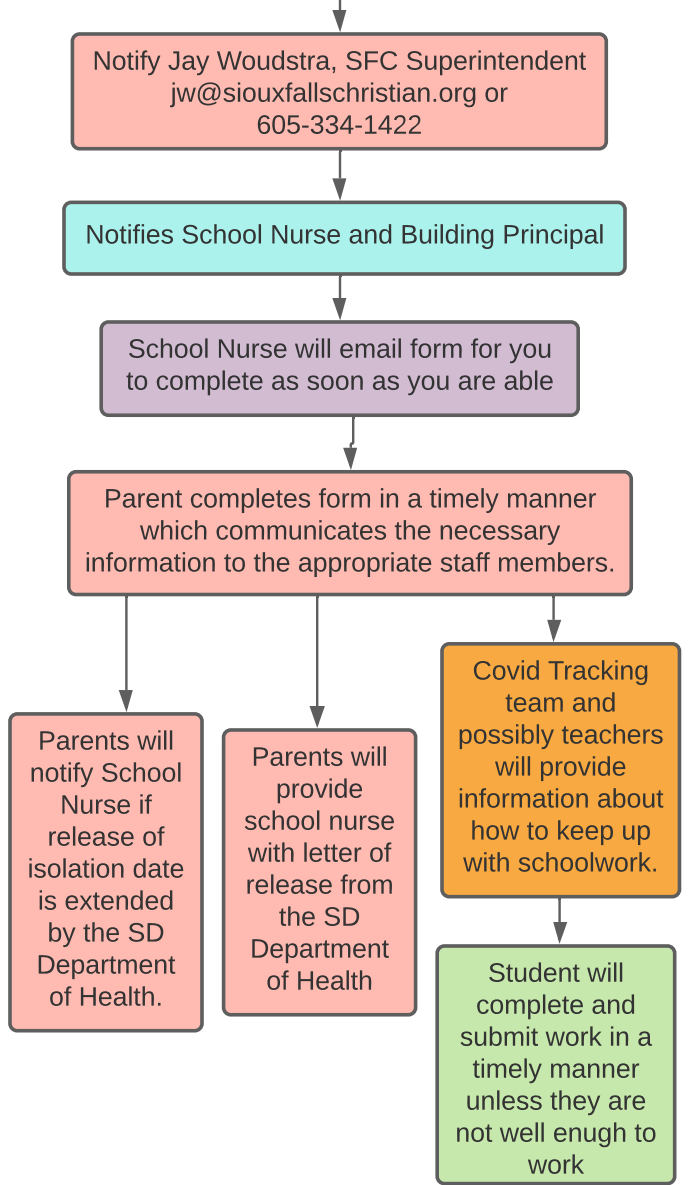 Notify Jay Woudstra, SFC Superintendent
jw@siouxfallschristian.org or
605-334-1422
Notifies School Nurse and Building Principal
School Nurse will email form for you
to complete as soon as you are able
Parent completes form in a timely manner
which communicates the necessary
information to the appropriate staff members.
Parents will
notify School
Nurse if
release of
isolation date
is extended
by the SD
Department
of Health.
Parents will
provide
school nurse
with letter of
release from
the SD
Department
of Health
Covid Tracking
team and
possibly teachers
will provide
information about
how to keep up
with schoolwork.
Student will
complete and
submit work in a
timely manner
unless they are
not well enugh to
work